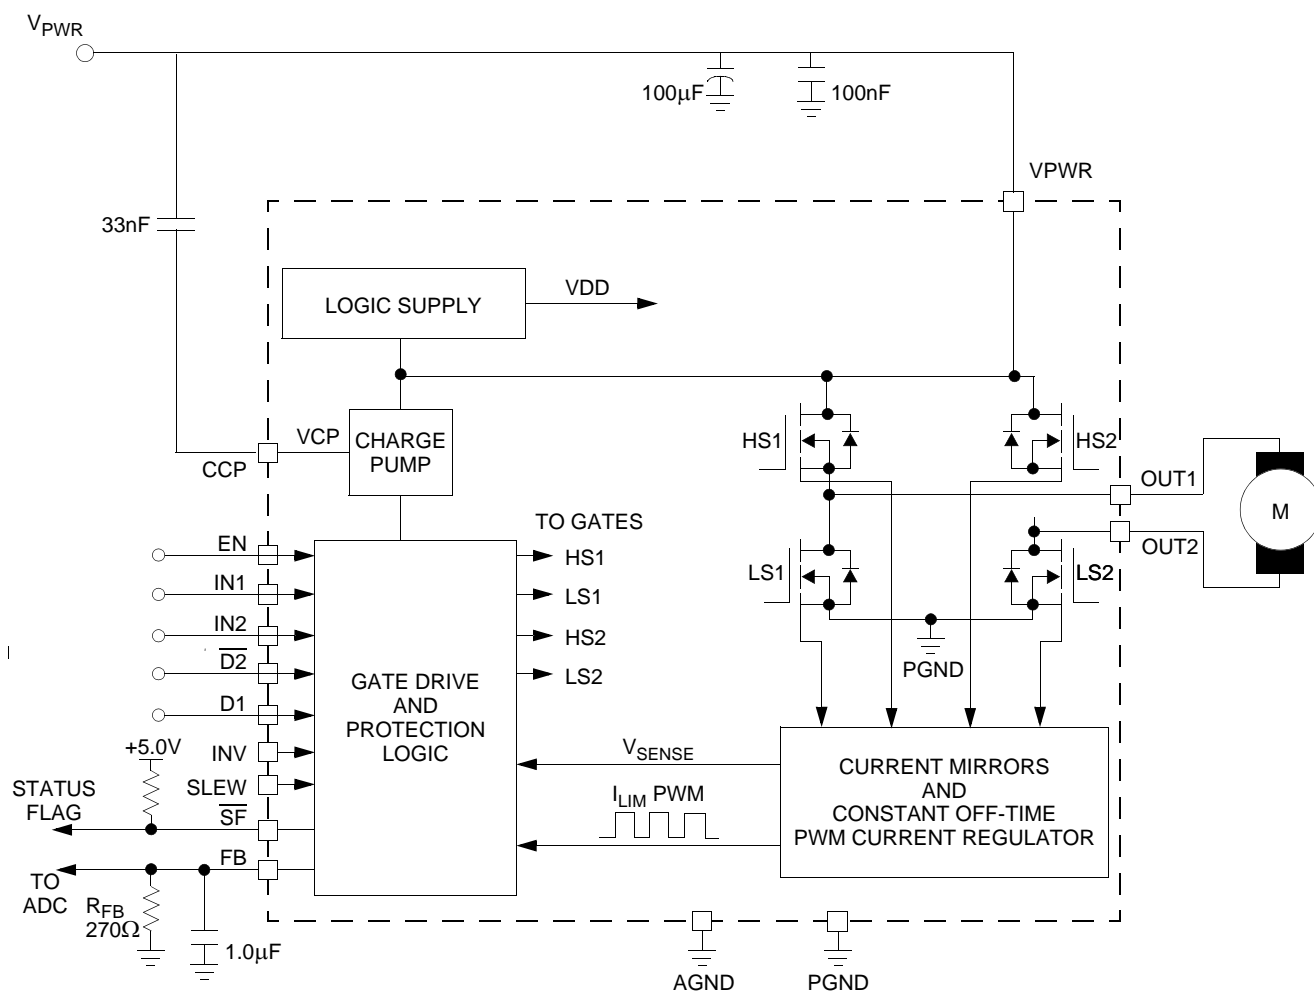 VPWR
100μF
100nF
VPWR
33nF
LOGIC SUPPLY
VDD
VCP
CHARGE
PUMP
CCP
HS1
HS2
OUT1
M
OUT2
TO GATES
EN
HS1
LS1
LS2
IN1
LS1
IN2
HS2
D2
LS2
PGND
D1
GATE DRIVE
AND
PROTECTION
LOGIC
+5.0V
INV
VSENSE
CURRENT MIRRORS
AND
CONSTANT OFF-TIME
PWM CURRENT REGULATOR
STATUS
FLAG
SLEW
SF
ILIM PWM
FB
TO
ADC
RFB
270Ω
1.0μF
AGND
PGND